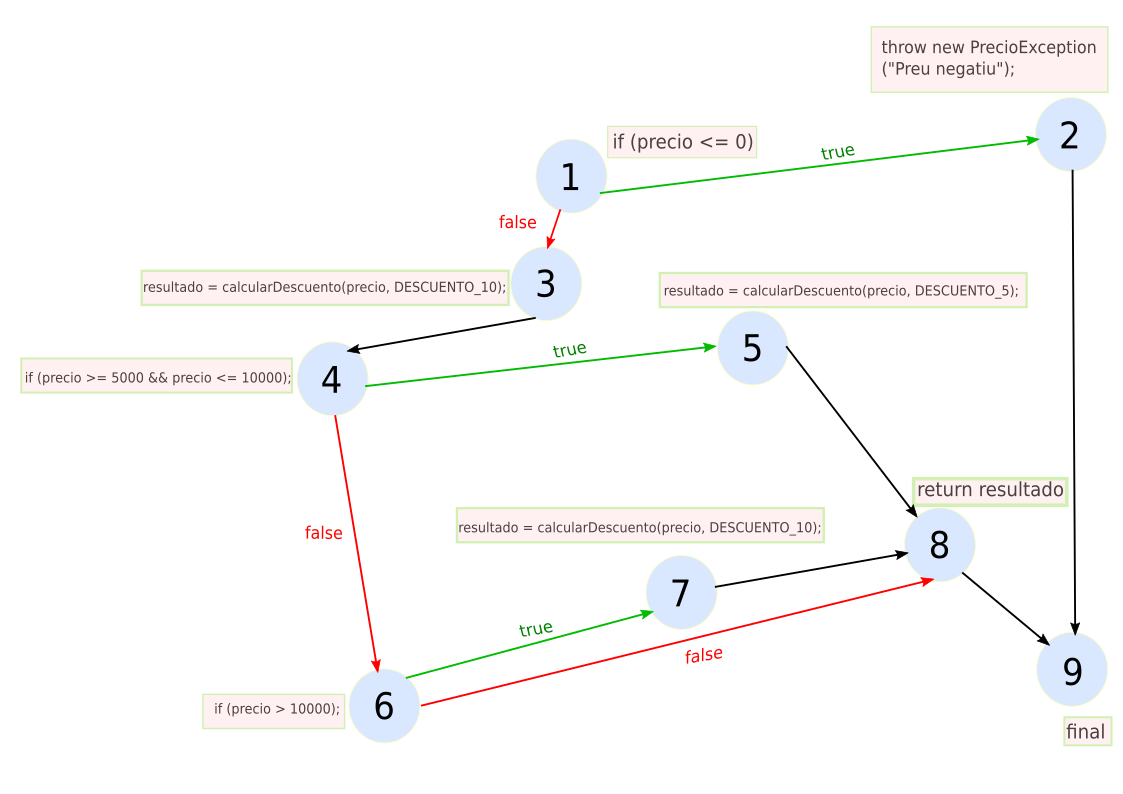 throw new PrecioException
("Preu negatiu");
2
if (precio <= 0)
true
1
false
3
resultado = calcularDescuento(precio, DESCUENTO_10);
resultado = calcularDescuento(precio, DESCUENTO_5);
5
true
4
if (precio >= 5000 && precio <= 10000);
return resultado
false
resultado = calcularDescuento(precio, DESCUENTO_10);
8
7
true
false
9
6
if (precio > 10000);
final